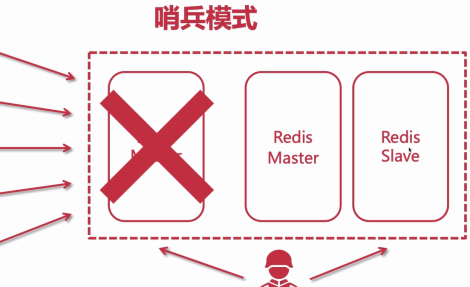 哨兵模式
Redis
Master
Redis
Slave